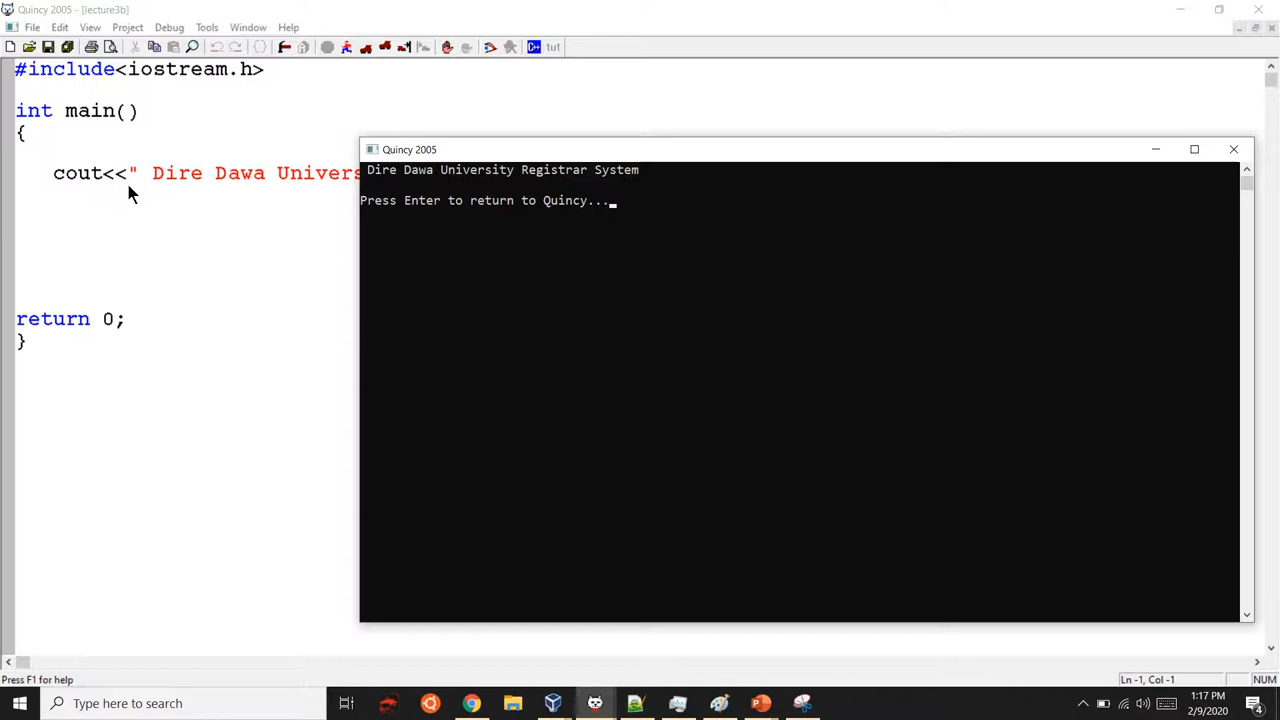 Quincy 2005 - [lecture3b]
File Edit View Project Debug Tools Window Help
C++ tut
#include<iostream.h>
int main()
{
cout<<" Dire Dawa Univers
return 0;
}
Quincy 2005
Dire Dawa University Registrar System
Press Enter to return to Quincy...
Press F1 for help
Ln -1, Col -1
NUM
Type here to search
1:17 PM
2/9/2020
4